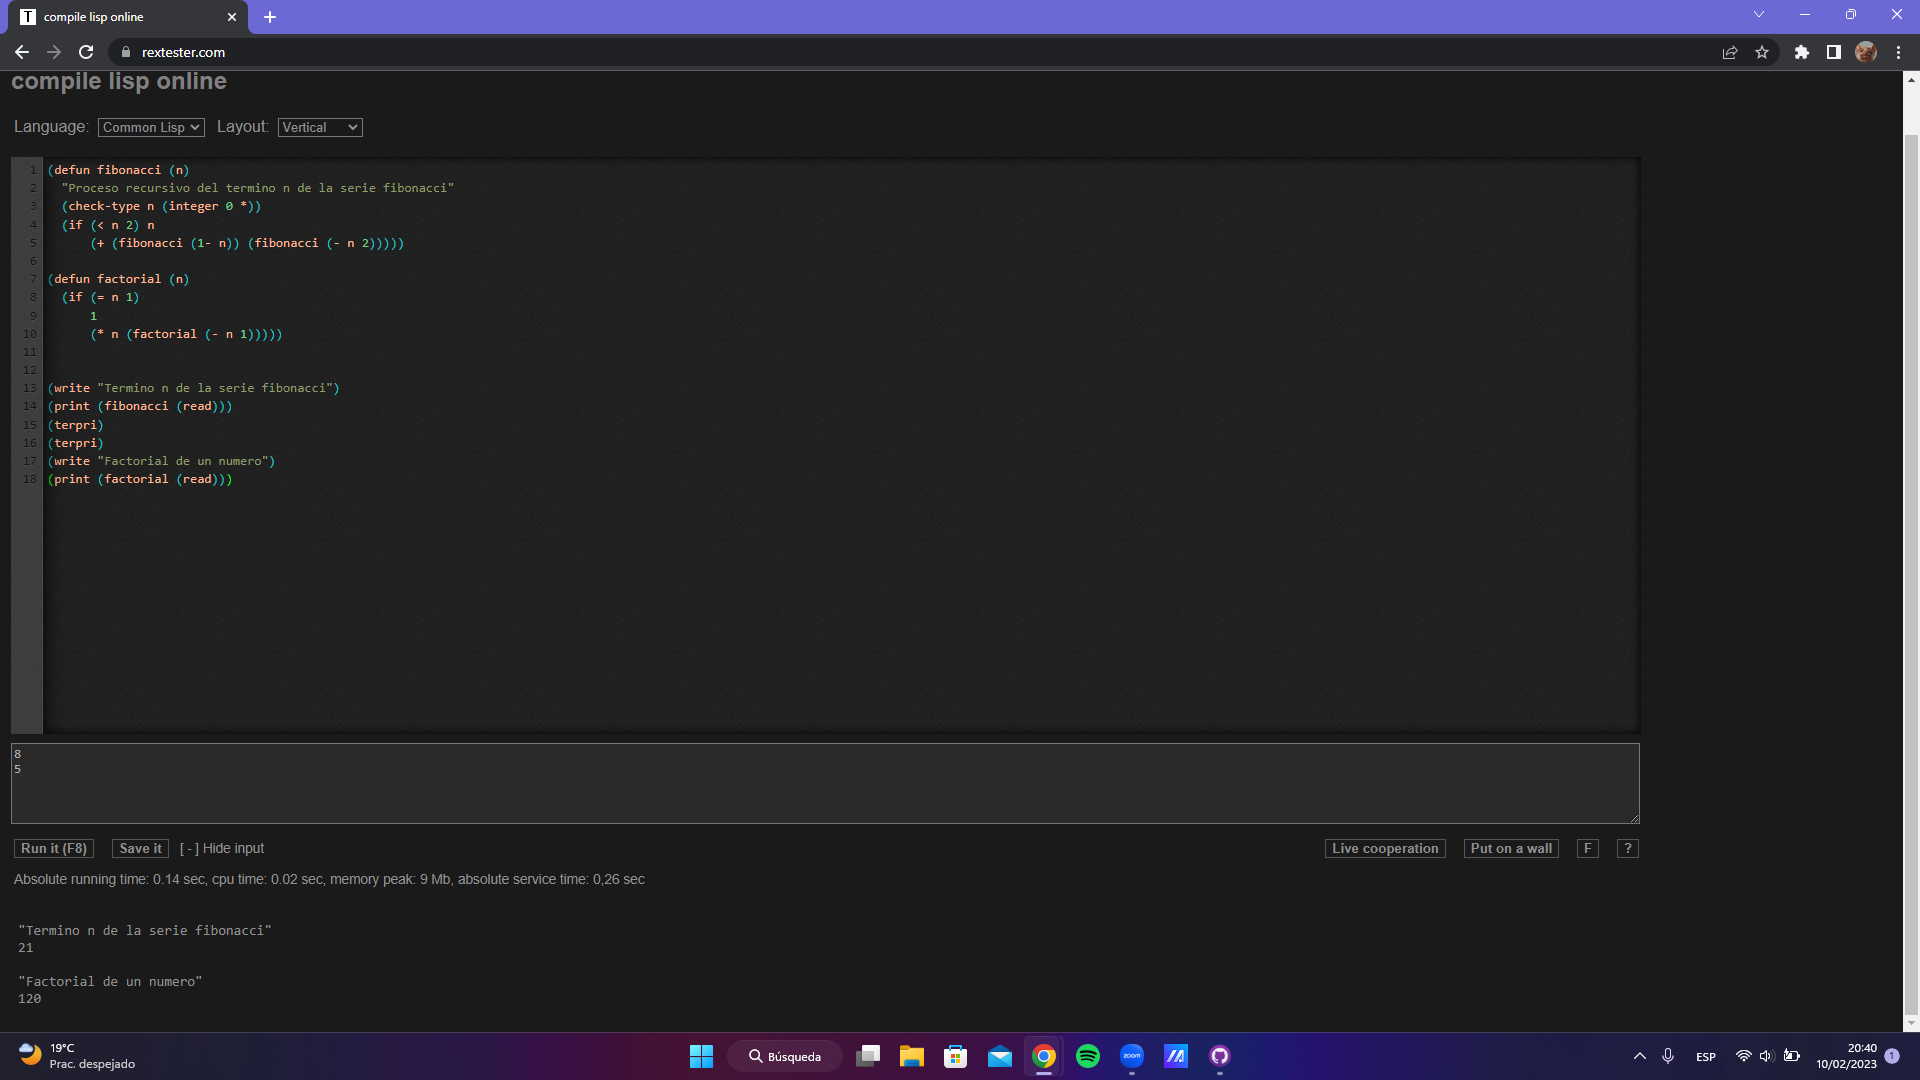 T compile lisp online
rextester.com
compile lisp online
Language: Common Lisp Layout: Vertical
1 (defun fibonacci (n)
2 "Proceso recursivo del termino n de la serie fibonacci"
3 (check-type n (integer 0 *))
4 (if (< n 2) n
5 (+ (fibonacci (1- n)) (fibonacci (- n 2)))))
6
7 (defun factorial (n)
8 (if (= n 1)
9 1
10 (* n (factorial (- n 1)))))
11
12
13 (write "Termino n de la serie fibonacci")
14 (print (fibonacci (read)))
15 (terpri)
16 (terpri)
17 (write "Factorial de un numero")
18 (print (factorial (read)))
8
5
Run it (F8) Save it [ - ] Hide input Live cooperation Put on a wall F ?
Absolute running time: 0.14 sec, cpu time: 0.02 sec, memory peak: 9 Mb, absolute service time: 0,26 sec
"Termino n de la serie fibonacci"
21
"Factorial de un numero"
120
19°C
Prac. despejado
Búsqueda
zoom
ESP
20:40
10/02/2023
1